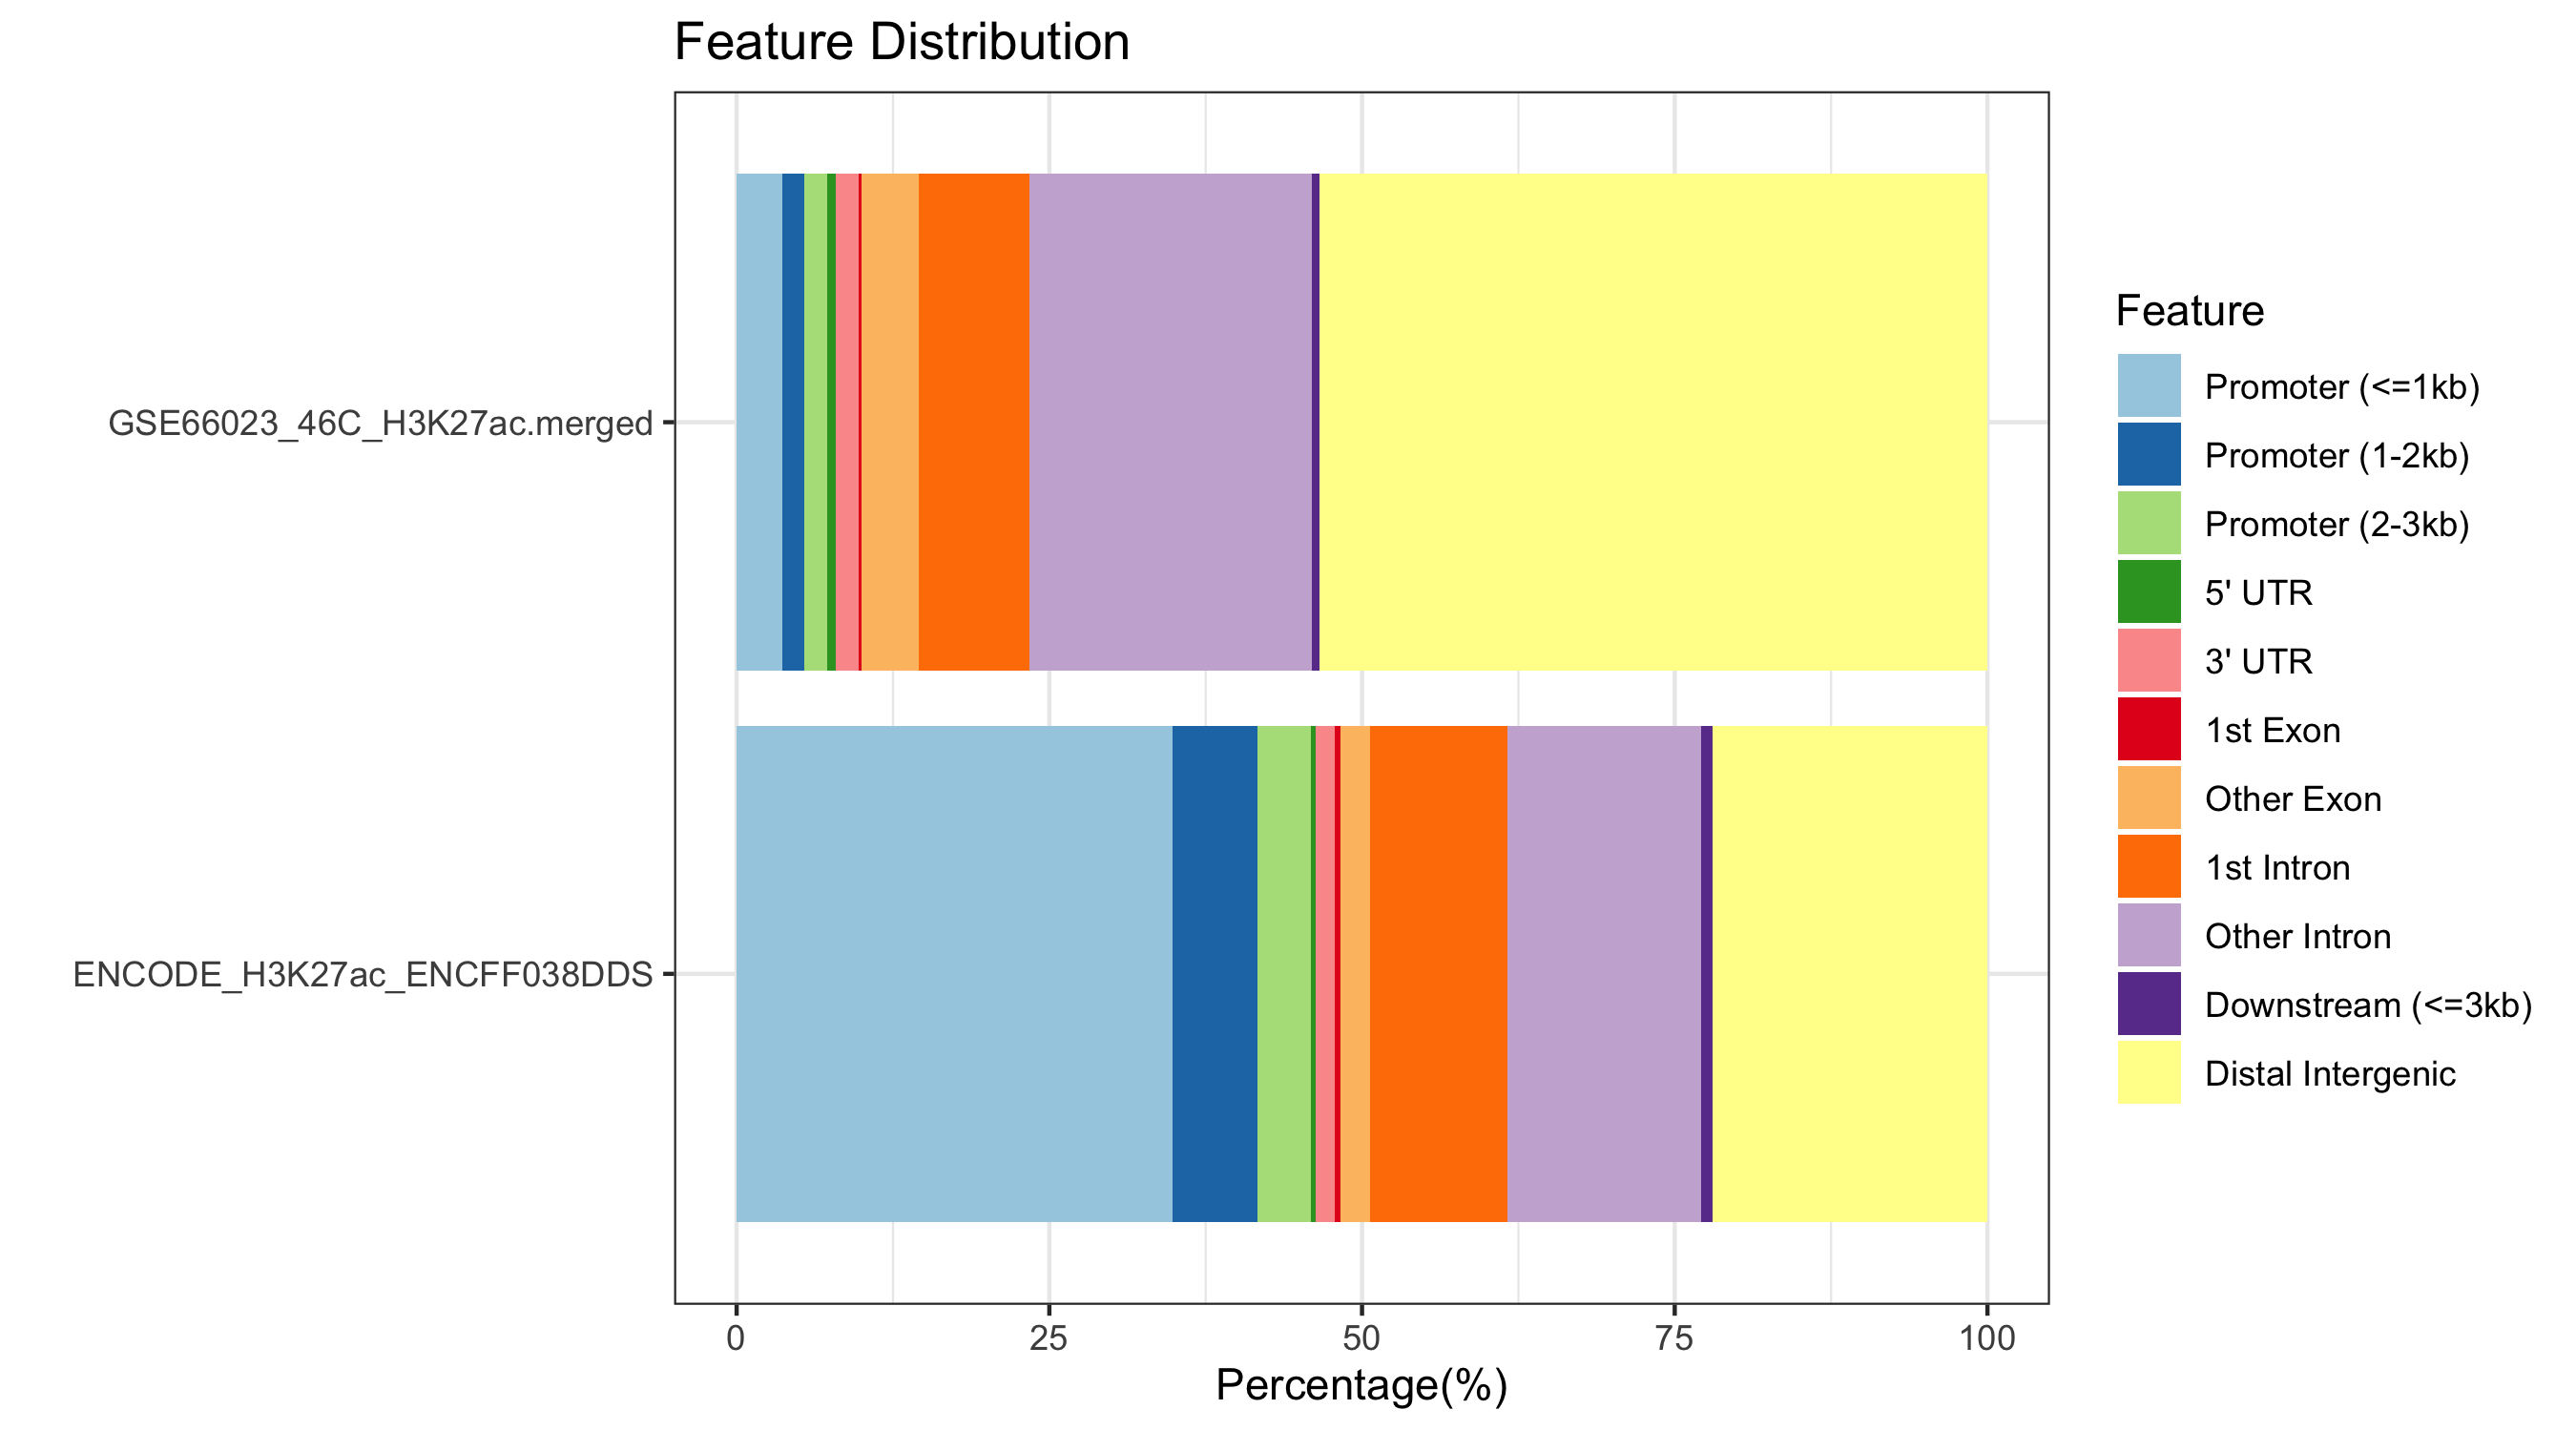 Feature Distribution
GSE66023_46C_H3K27ac.merged
ENCODE_H3K27ac_ENCFF038DDS
0 25 50 75 100
Percentage(%)
Feature
Promoter (<=1kb)
Promoter (1-2kb)
Promoter (2-3kb)
5' UTR
3' UTR
1st Exon
Other Exon
1st Intron
Other Intron
Downstream (<=3kb)
Distal Intergenic